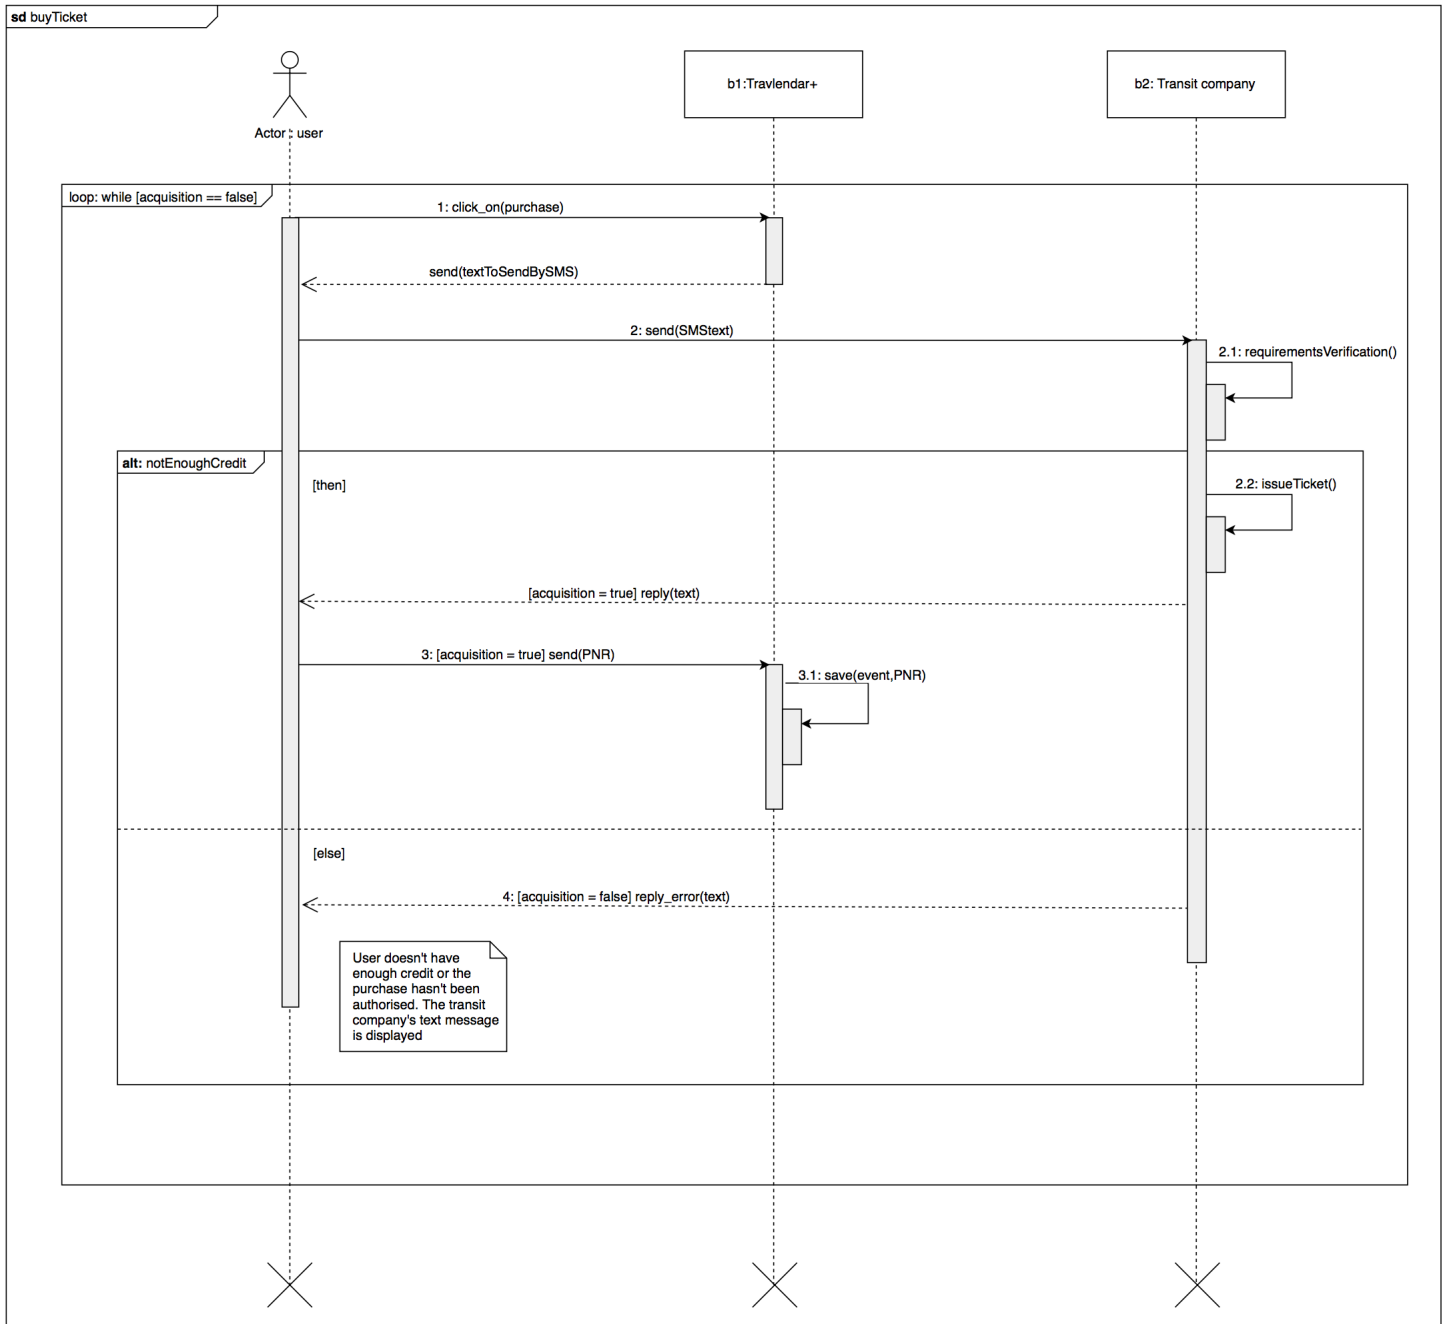 sd buyTicket
b1:Travlendar+
b2: Transit company
Actor : user
loop: while [acquisition == false]
1: click_on(purchase)
send(textToSendBySMS)
2: send(SMStext)
2.1: requirementsVerification()
alt: notEnoughCredit
[then]
2.2: issueTicket()
[acquisition = true] reply(text)
3: [acquisition = true] send(PNR)
3.1: save(event,PNR)
[else]
4: [acquisition = false] reply_error(text)
User doesn't have
enough credit or the
purchase hasn't been
authorised. The transit
company's text message
is displayed